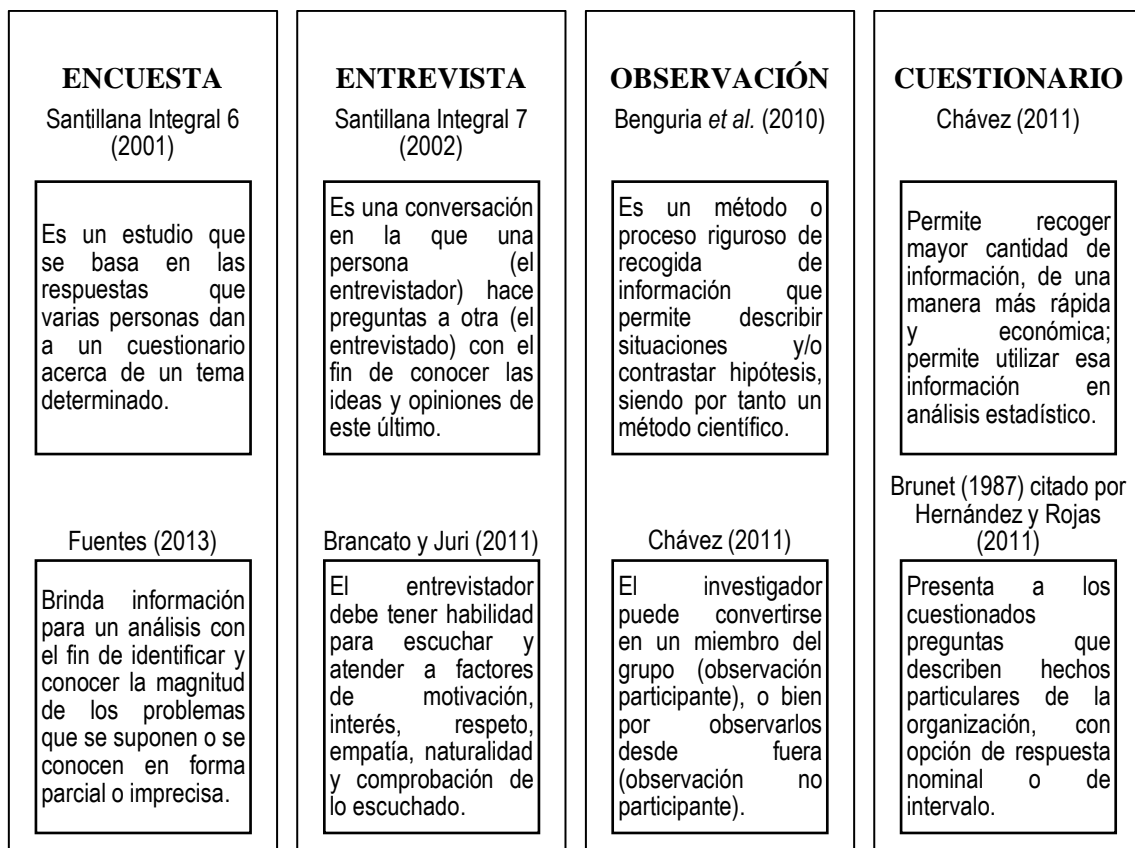 ENCUESTA
Santillana Integral 6
(2001)
Es un estudio que
se basa en las
respuestas que
varias personas dan
a un cuestionario
acerca de un tema
determinado.
Fuentes (2013)
Brinda información
para un análisis con
el fin de identificar y
conocer la magnitud
de los problemas
que se suponen o se
conocen en forma
parcial o imprecisa.
ENTREVISTA
Santillana Integral 7
(2002)
Es una conversación
en la que una
persona (el
entrevistador) hace
preguntas a otra (el
entrevistado) con el
fin de conocer las
ideas y opiniones de
este último.
Brancato y Juri (2011)
El entrevistador
debe tener habilidad
para escuchar y
atender a factores
de motivación,
interés, respeto,
empatía, naturalidad
y comprobación de
lo escuchado.
OBSERVACIÓN
Benguria et al. (2010)
Es un método o
proceso riguroso de
recogida de
información que
permite describir
situaciones y/o
contrastar hipótesis,
siendo por tanto un
método científico.
Chávez (2011)
El investigador
puede convertirse
en un miembro del
grupo (observación
participante), o bien
por observarlos
desde fuera
(observación no
participante).
CUESTIONARIO
Chávez (2011)
Permite recoger
mayor cantidad de
información, de una
manera más rápida
y económica;
permite utilizar esa
información en
análisis estadístico.
Brunet (1987) citado por
Hernández y Rojas
(2011)
Presenta a los
cuestionados
preguntas que
describen hechos
particulares de la
organización, con
opción de respuesta
nominal o de
intervalo.